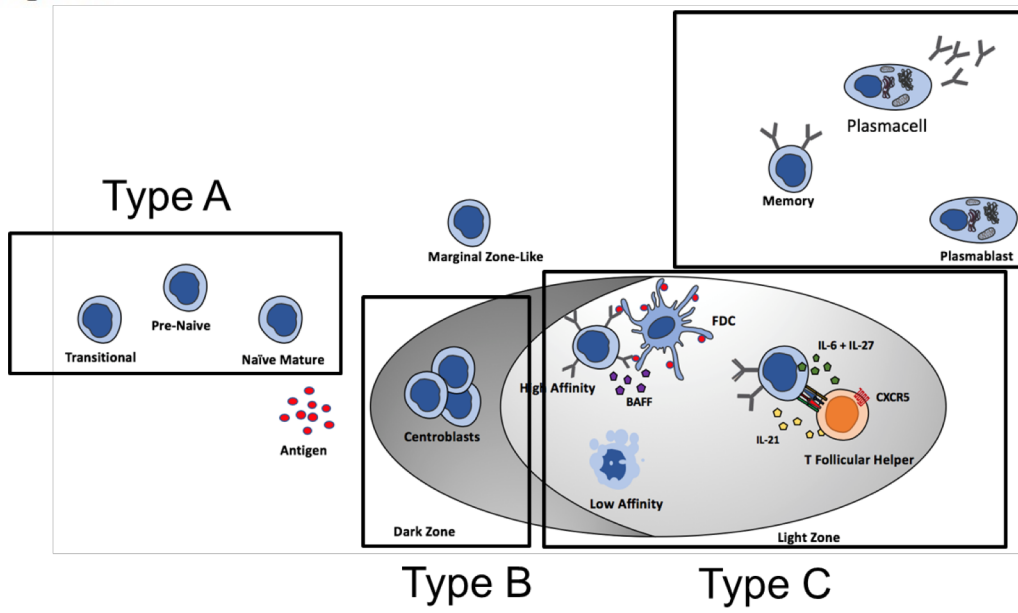 Plasmacell
Memory
Type A
Marginal Zone-Like
Plasmablast
Pre-Naive
Transitional
Naïve Mature
FDC
IL-6 + IL-27
High Affinity
BAFF
CXCR5
Centroblasts
Antigen
IL-21
T Follicular Helper
Low Affinity
Dark Zone
Light Zone
Type B
Type C